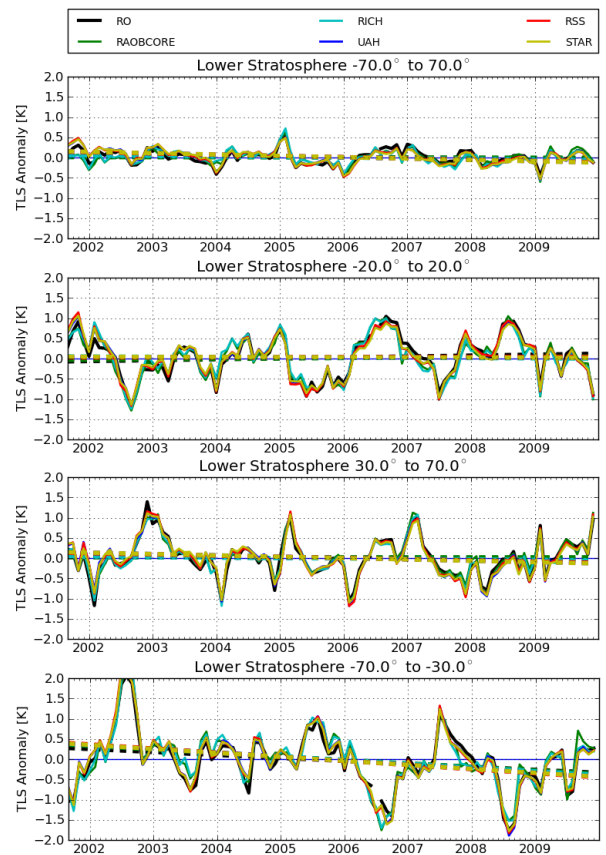 RO RICH RSS
RAOBCORE UAH STAR
Lower Stratosphere -70.0° to 70.0°
TLS Anomaly [K]
2.0
1.5
1.0
0.5
0.0
−0.5
−1.0
−1.5
−2.0
2002 2003 2004 2005 2006 2007 2008 2009
Lower Stratosphere -20.0° to 20.0°
TLS Anomaly [K]
2.0
1.5
1.0
0.5
0.0
−0.5
−1.0
−1.5
−2.0
2002 2003 2004 2005 2006 2007 2008 2009
Lower Stratosphere 30.0° to 70.0°
TLS Anomaly [K]
2.0
1.5
1.0
0.5
0.0
−0.5
−1.0
−1.5
−2.0
2002 2003 2004 2005 2006 2007 2008 2009
Lower Stratosphere -70.0° to -30.0°
TLS Anomaly [K]
2.0
1.5
1.0
0.5
0.0
−0.5
−1.0
−1.5
−2.0
2002 2003 2004 2005 2006 2007 2008 2009